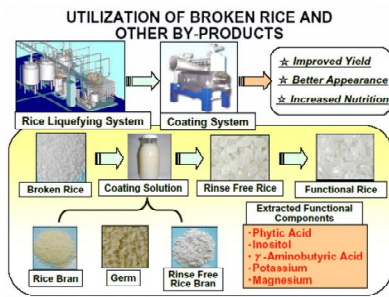 UTILIZATION OF BROKEN RICE AND
OTHER BY-PRODUCTS
Rice Liquefying System
Coating System
☆ Improved Yield
☆ Better Appearance
☆ Increased Nutrition
Broken Rice
Coating Solution
Rinse Free Rice
Functional Rice
Rice Bran
Germ
Rinse Free
Rice Bran
Extracted Functional
Components
・Phytic Acid
・Inositol
・γ-Aminobutyric Acid
・Potassium
・Magnesium